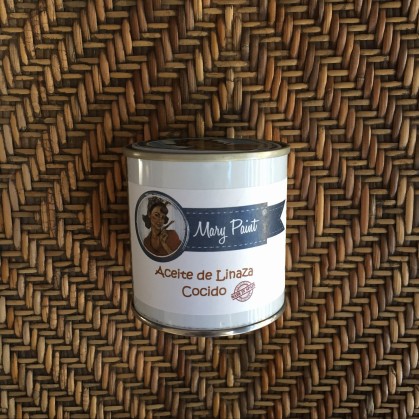 Mary Paint
Aceite de Linaza
Cocido